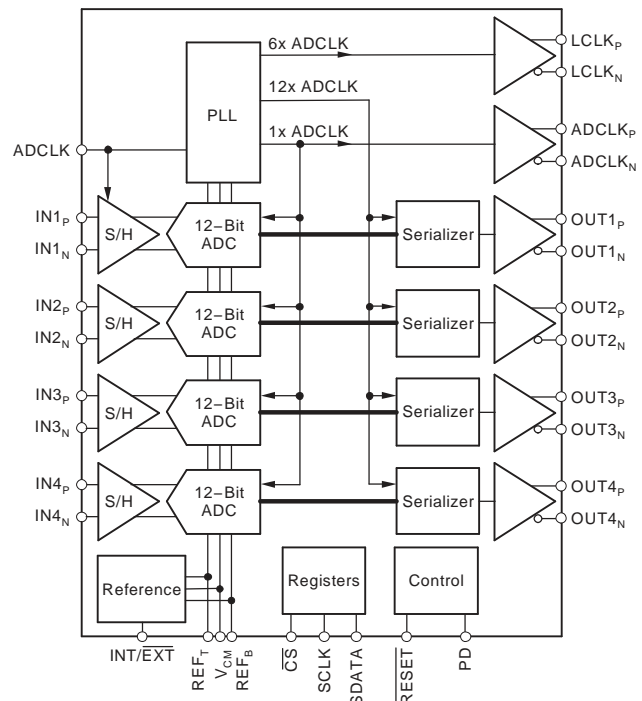 6x ADCLK
LCLKP
LCLKN
12x ADCLK
PLL
1x ADCLK
ADCLKP
ADCLKN
ADCLK
IN1P
S/H
12−Bit
ADC
Serializer
OUT1P
IN1N
OUT1N
IN2P
S/H
12−Bit
ADC
Serializer
OUT2P
IN2N
OUT2N
IN3P
S/H
12−Bit
ADC
Serializer
OUT3P
IN3N
OUT3N
IN4P
S/H
12−Bit
ADC
Serializer
OUT4P
IN4N
OUT4N
Reference
Registers
Control
INT/EXT
REFT
VCM
REFB
CS
SCLK
SDATA
RESET
PD